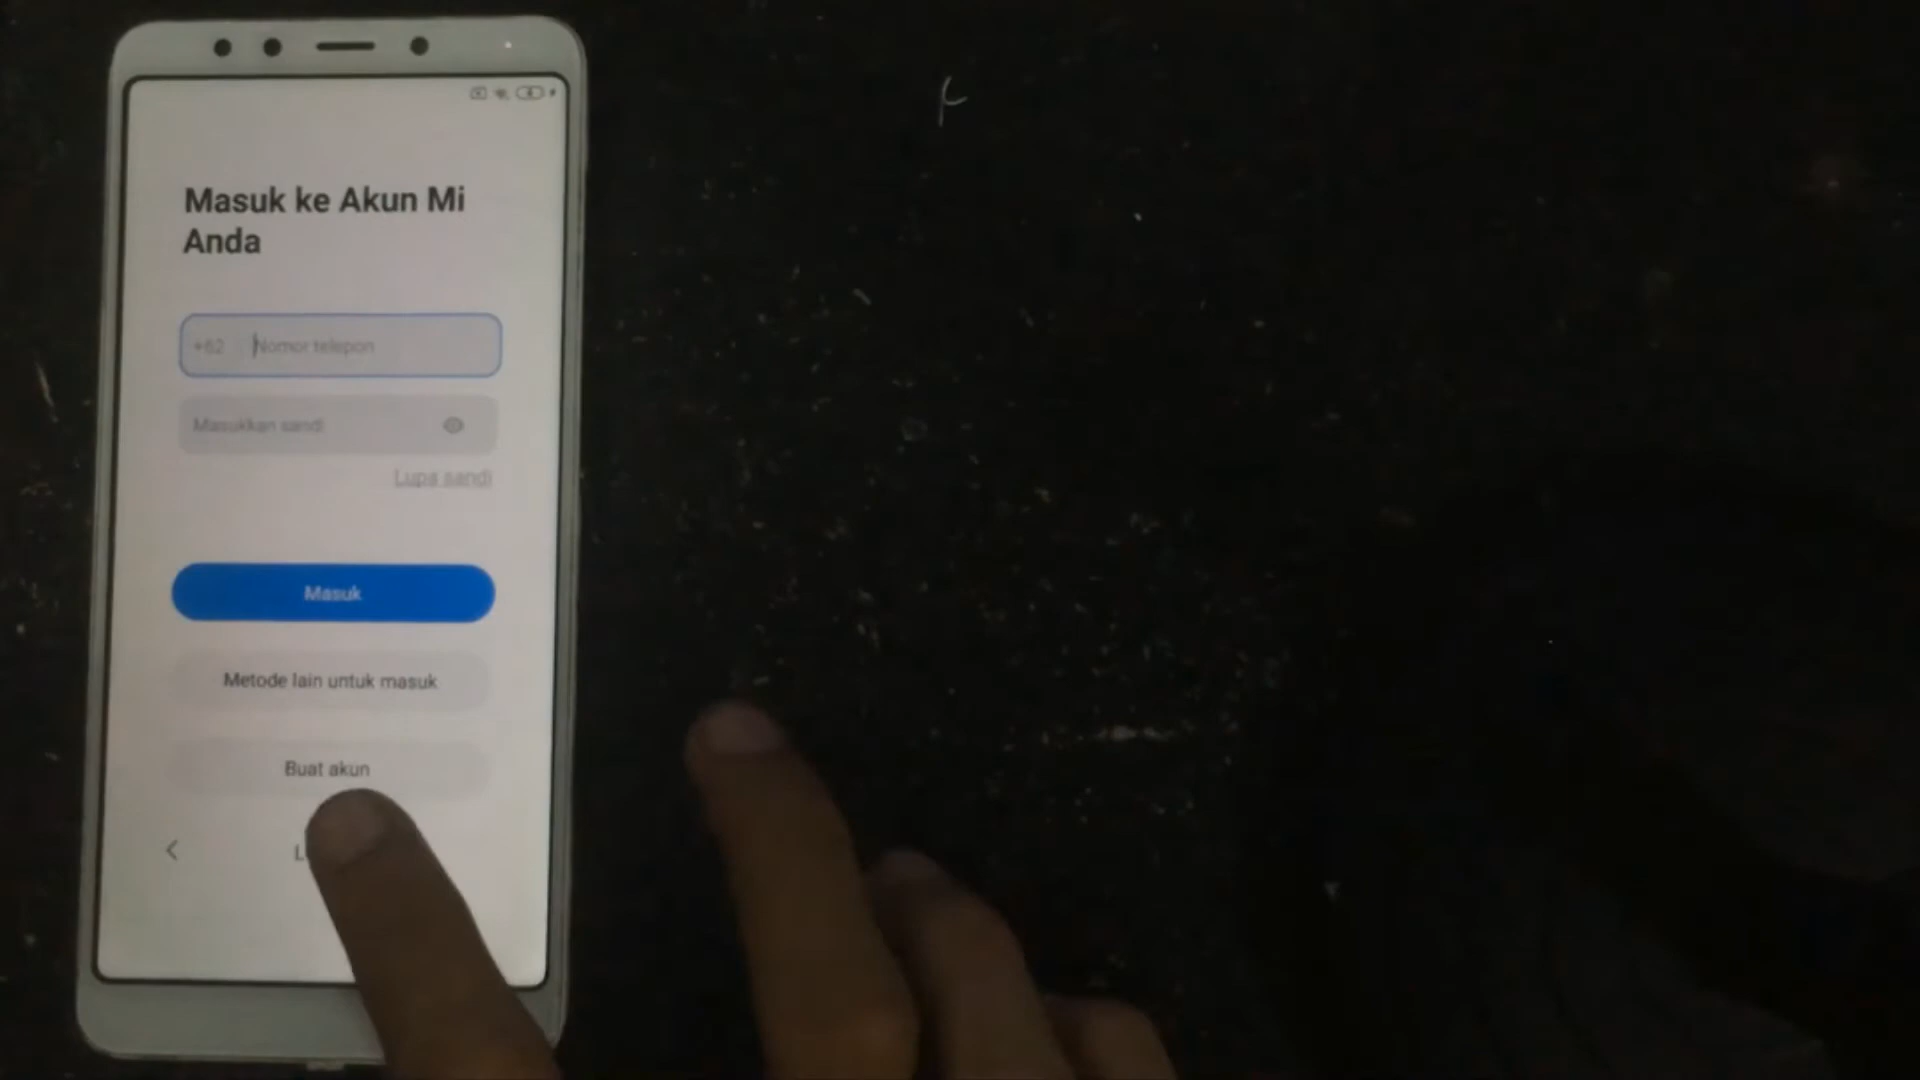 Masuk ke Akun Mi
Anda
+62 Nomor telepon
Masukkan sandi
Lupa sandi
Masuk
Metode lain untuk masuk
Buat akun